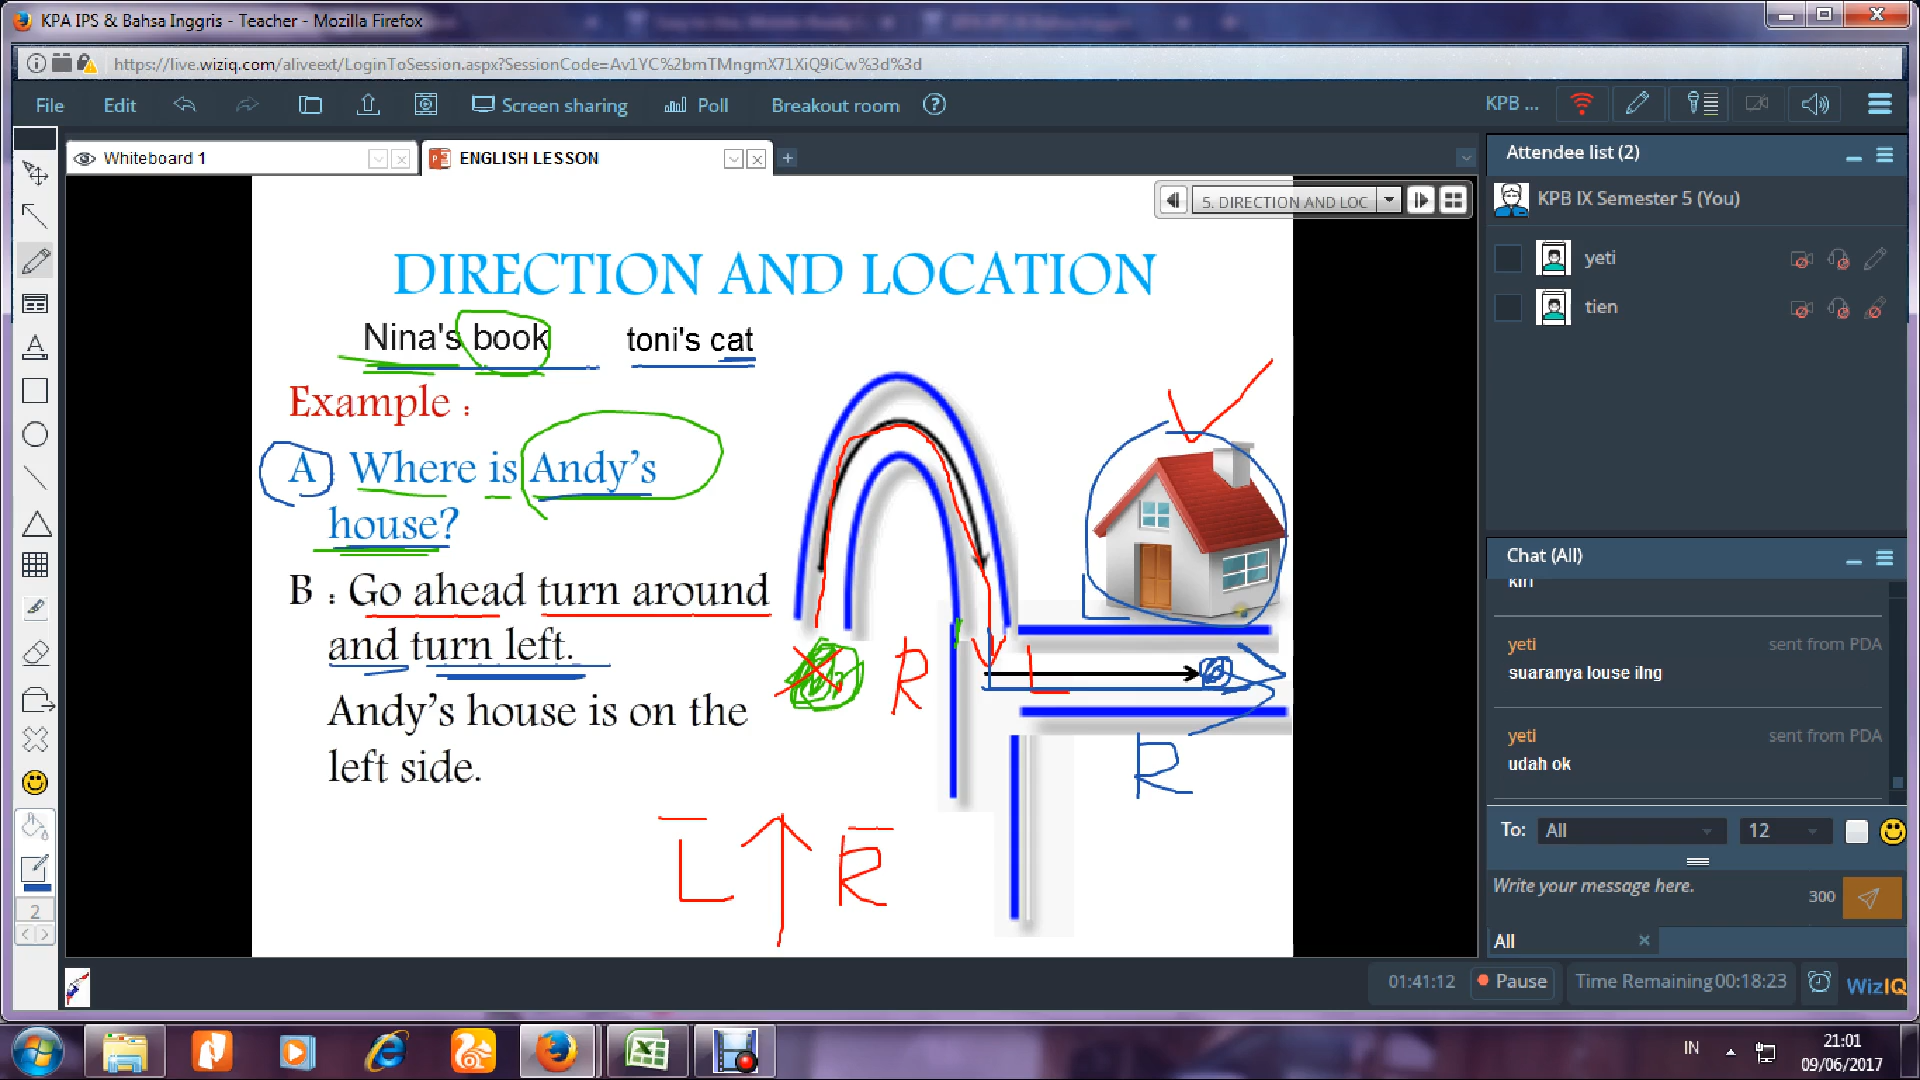 KPA IPS & Bahsa Inggris - Teacher - Mozilla Firefox
https://live.wiziq.com/aliveext/LoginToSession.aspx?SessionCode=Av1YC%2bmTMngmX71XiQ9iCw%3d%3d
File Edit Screen sharing Poll Breakout room ? KPB ...
Whiteboard 1 ENGLISH LESSON
5. DIRECTION AND LOC
DIRECTION AND LOCATION
Nina's book toni's cat
Example :
A Where is Andy's
house?
B : Go ahead turn around
and turn left.
Andy's house is on the
left side.
R
L
R
L R
Attendee list (2)
KPB IX Semester 5 (You)
yeti
tien
Chat (All)
kiri
yeti sent from PDA
suaranya louse ilng
yeti sent from PDA
udah ok
To: All 12
Write your message here. 300
All
2
01:41:12 Pause Time Remaining 00:18:23 WizIQ
IN 21:01
09/06/2017